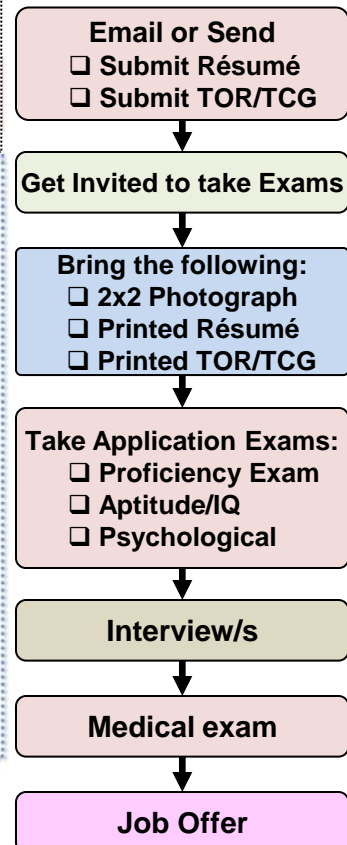 Email or Send
❑ Submit Résumé
❑ Submit TOR/TCG
Get Invited to take Exams
Bring the following:
❑ 2x2 Photograph
❑ Printed Résumé
❑ Printed TOR/TCG
Take Application Exams:
❑ Proficiency Exam
❑ Aptitude/IQ
❑ Psychological
Interview/s
Medical exam
Job Offer